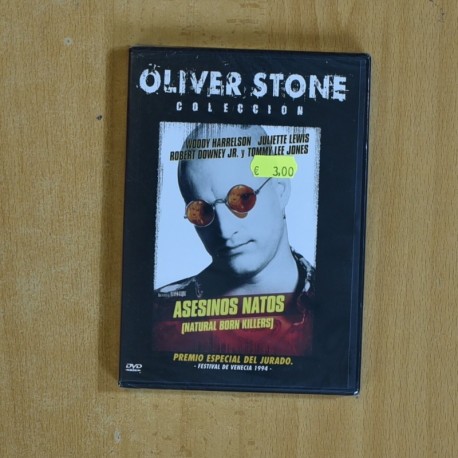 OLIVER STONE
COLECCION
WOODY HARRELSON JULIETTE LEWIS
ROBERT DOWNEY JR. y TOMMY LEE JONES
€ 3.00
ASESINOS NATOS
[NATURAL BORN KILLERS]
PREMIO ESPECIAL DEL JURADO.
- FESTIVAL DE VENECIA 1994 -
DVD